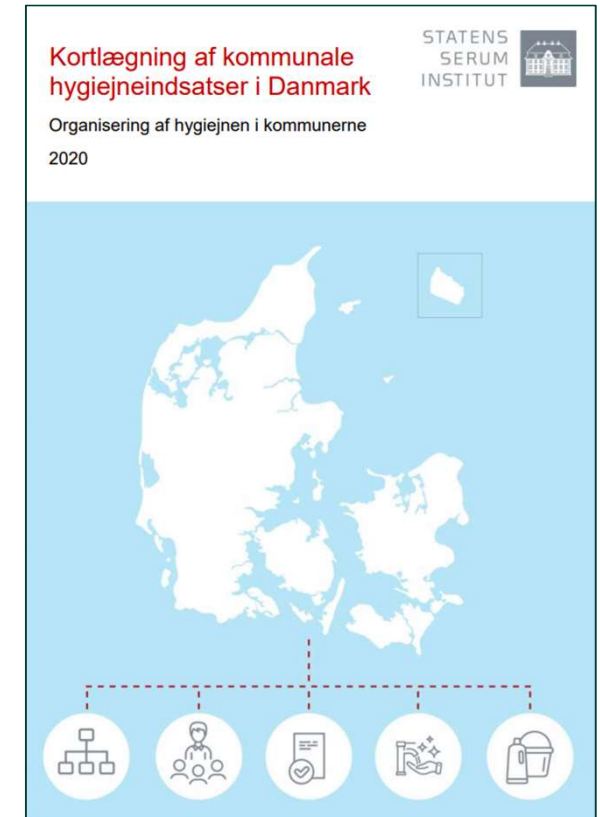 Kortlægning af kommunale
hygiejneindsatser i Danmark
Organisering af hygiejnen i kommunerne
2020
STATENS
SERUM
INSTITUT